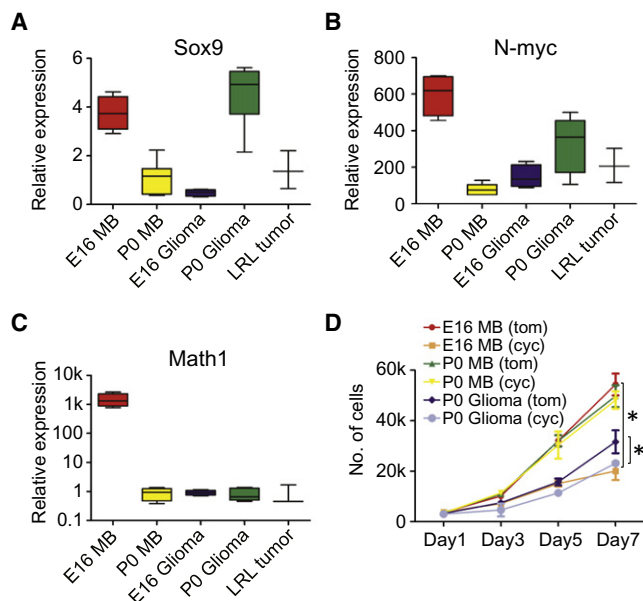 A
Sox9
Relative expression
6
4
2
0
E16 MB
P0 MB
E16 Glioma
P0 Glioma
LRL tumor
B
N-myc
Relative expression
800
600
400
200
0
E16 MB
P0 MB
E16 Glioma
P0 Glioma
LRL tumor
C
Math1
Relative expression
10k
1k
100
10
1
0.1
E16 MB
P0 MB
E16 Glioma
P0 Glioma
LRL tumor
D
E16 MB (tom)
E16 MB (cyc)
P0 MB (tom)
P0 MB (cyc)
P0 Glioma (tom)
P0 Glioma (cyc)
No. of cells
60k
40k
20k
0
Day1 Day3 Day5 Day7
*
*